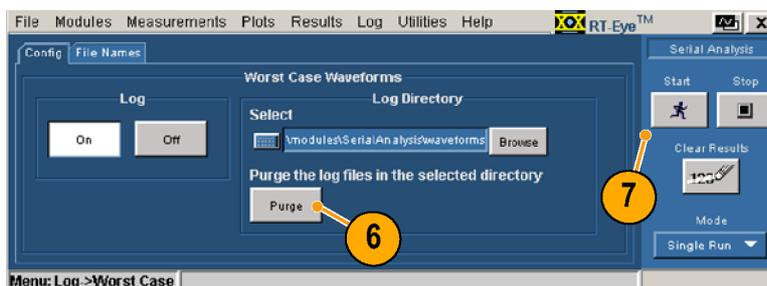 File Modules Measurements Plots Results Log Utilities Help RT-Eye™ X
Config File Names
Serial Analysis
Worst Case Waveforms
Log
On Off
Log Directory
Select
\modules\SerialAnalysis\waveforms Browse
Purge the log files in the selected directory
Purge
6
Start Stop
7
Clear Results
123
Mode
Single Run
Menu: Log->Worst Case